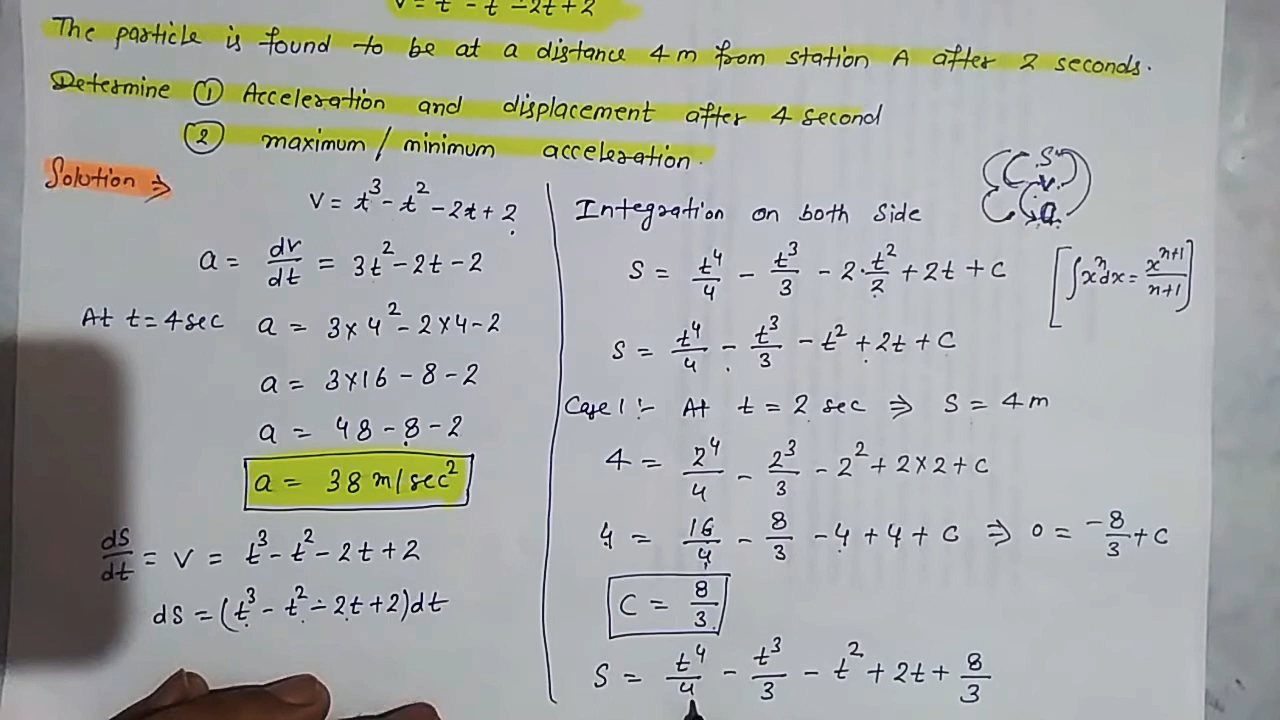 V = t³ - t² - 2t + 2
The particle is found to be at a distance 4 m from station A after 2 seconds.
Determine ① Acceleration and displacement after 4 second
② maximum / minimum acceleration.
Solution ⇒
V = t³ - t² - 2t + 2
a = dv/dt = 3t² - 2t - 2
At t = 4 sec a = 3 × 4² - 2 × 4 - 2
a = 3 × 16 - 8 - 2
a = 48 - 8 - 2
a = 38 m/sec²
ds/dt = V = t³ - t² - 2t + 2
ds = (t³ - t² - 2t + 2) dt
Integration on both side
S
V
a
S = t⁴/4 - t³/3 - 2·t²/2 + 2t + C [∫xⁿdx = xⁿ⁺¹/n+1]
S = t⁴/4 - t³/3 - t² + 2t + C
Case 1 :- At t = 2 sec ⇒ S = 4 m
4 = 2⁴/4 - 2³/3 - 2² + 2 × 2 + C
4 = 16/4 - 8/3 - 4 + 4 + C ⇒ 0 = -8/3 + C
C = 8/3
S = t⁴/4 - t³/3 - t² + 2t + 8/3